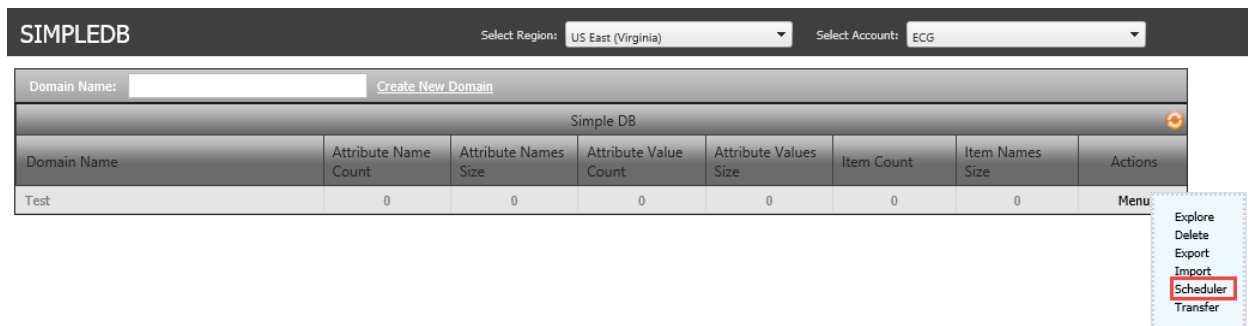 SIMPLEDB Select Region: US East (Virginia) Select Account: ECG
Domain Name: Create New Domain
Simple DB
Domain Name Attribute Name Count Attribute Names Size Attribute Value Count Attribute Values Size Item Count Item Names Size Actions
Test 0 0 0 0 0 0 Menu
Explore
Delete
Export
Import
Scheduler
Transfer